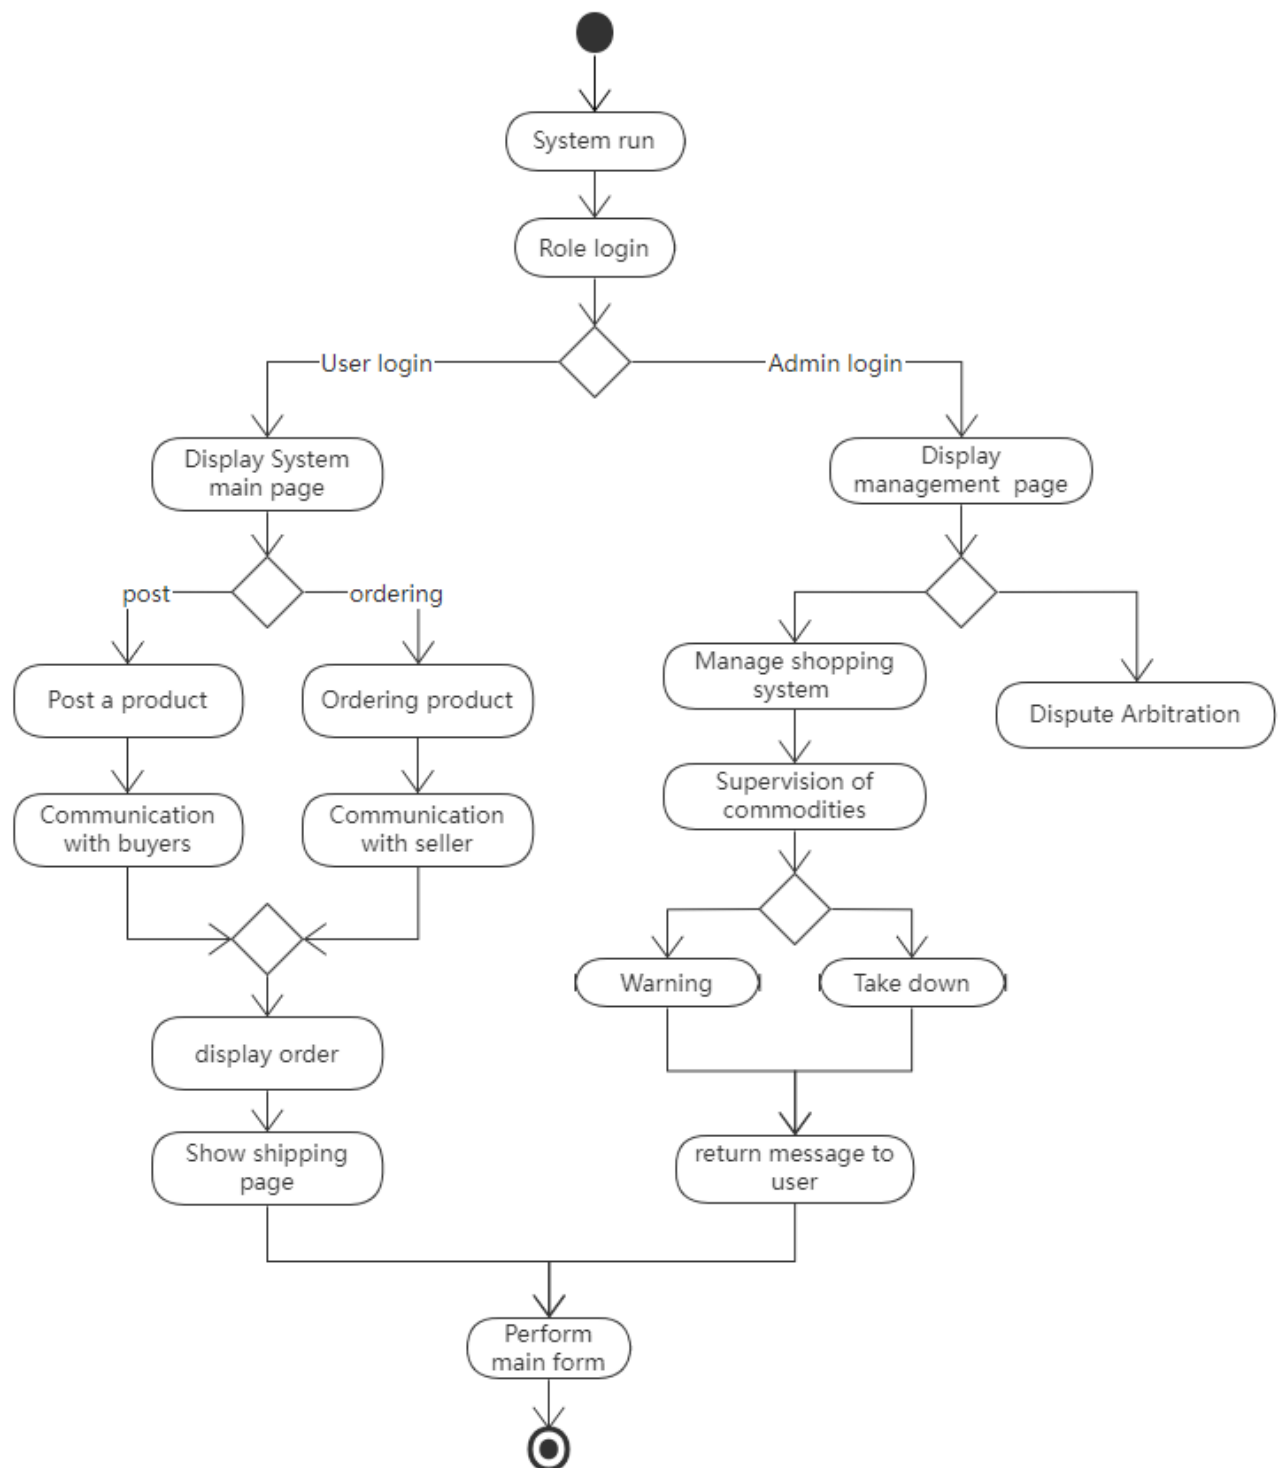 System run
Role login
User login
Admin login
Display System
main page
Display
management  page
post
ordering
Manage shopping
system
Post a product
Ordering product
Dispute Arbitration
Supervision of
commodities
Communication
with buyers
Communication
with seller
Warning
Take down
display order
Show shipping
page
return message to
user
Perform
main form